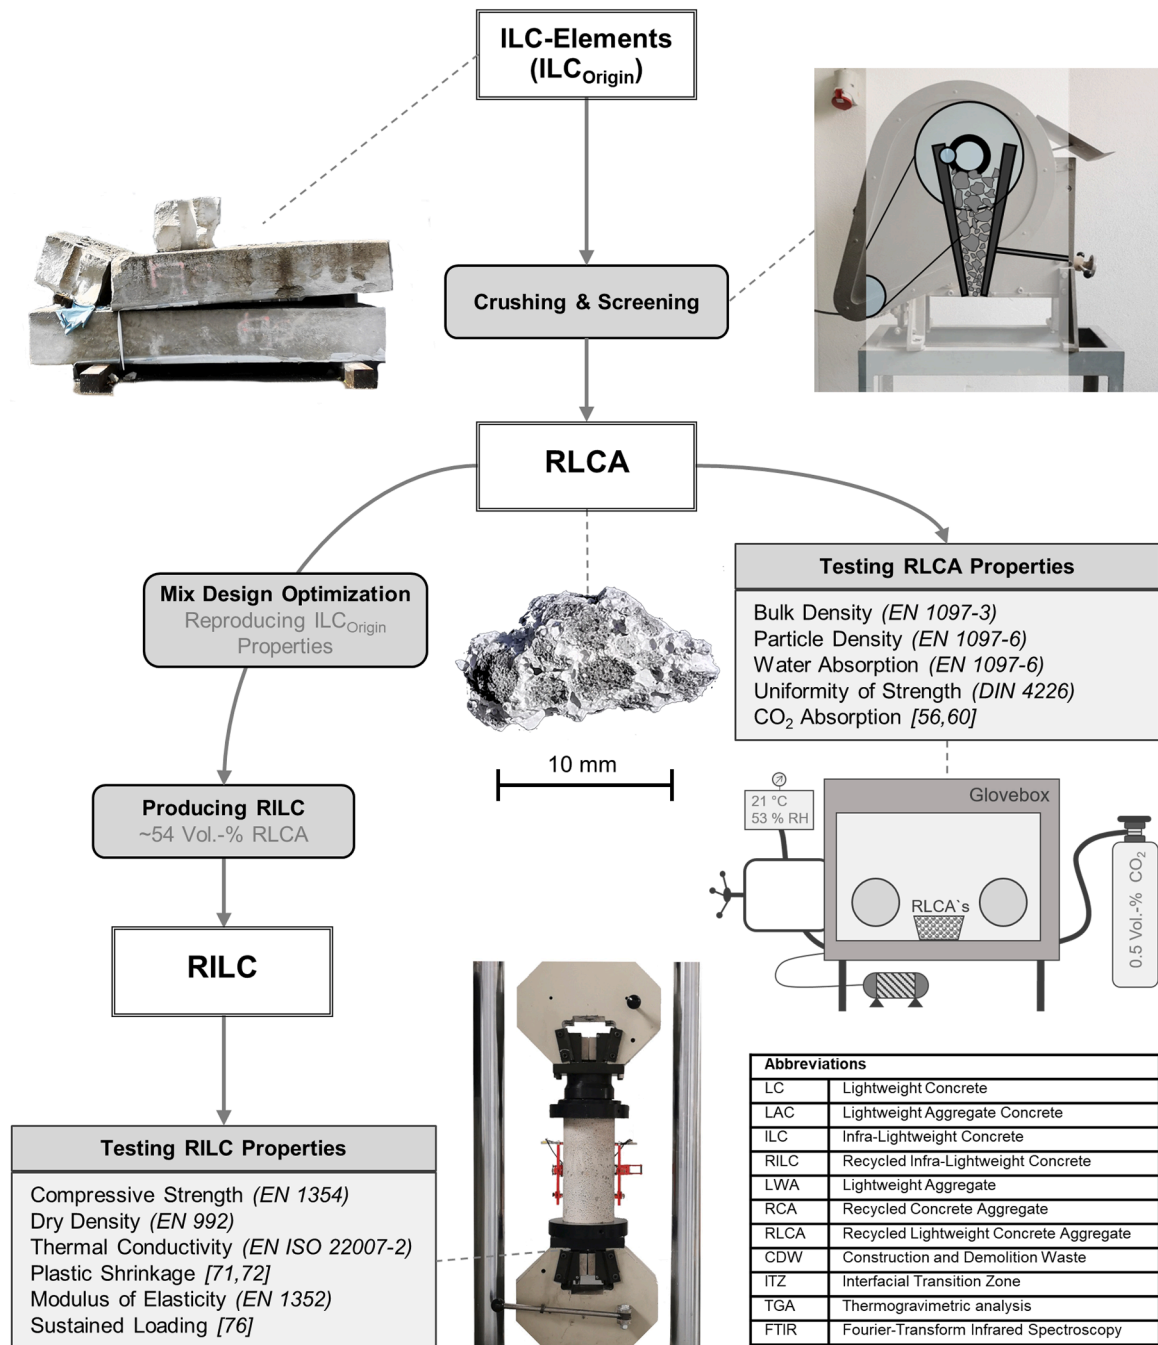 ILC-Elements
(ILC_Origin)
Crushing & Screening
RLCA
Mix Design Optimization
Reproducing ILC_Origin
Properties
Testing RLCA Properties
Bulk Density (EN 1097-3)
Particle Density (EN 1097-6)
Water Absorption (EN 1097-6)
Uniformity of Strength (DIN 4226)
CO₂ Absorption [56,60]
10 mm
Producing RILC
~54 Vol.-% RLCA
21 °C
53 % RH
Glovebox
RLCA`s
0.5 Vol.-% CO₂
RILC
Testing RILC Properties
Compressive Strength (EN 1354)
Dry Density (EN 992)
Thermal Conductivity (EN ISO 22007-2)
Plastic Shrinkage [71,72]
Modulus of Elasticity (EN 1352)
Sustained Loading [76]
Abbreviations
LC Lightweight Concrete
LAC Lightweight Aggregate Concrete
ILC Infra-Lightweight Concrete
RILC Recycled Infra-Lightweight Concrete
LWA Lightweight Aggregate
RCA Recycled Concrete Aggregate
RLCA Recycled Lightweight Concrete Aggregate
CDW Construction and Demolition Waste
ITZ Interfacial Transition Zone
TGA Thermogravimetric analysis
FTIR Fourier-Transform Infrared Spectroscopy